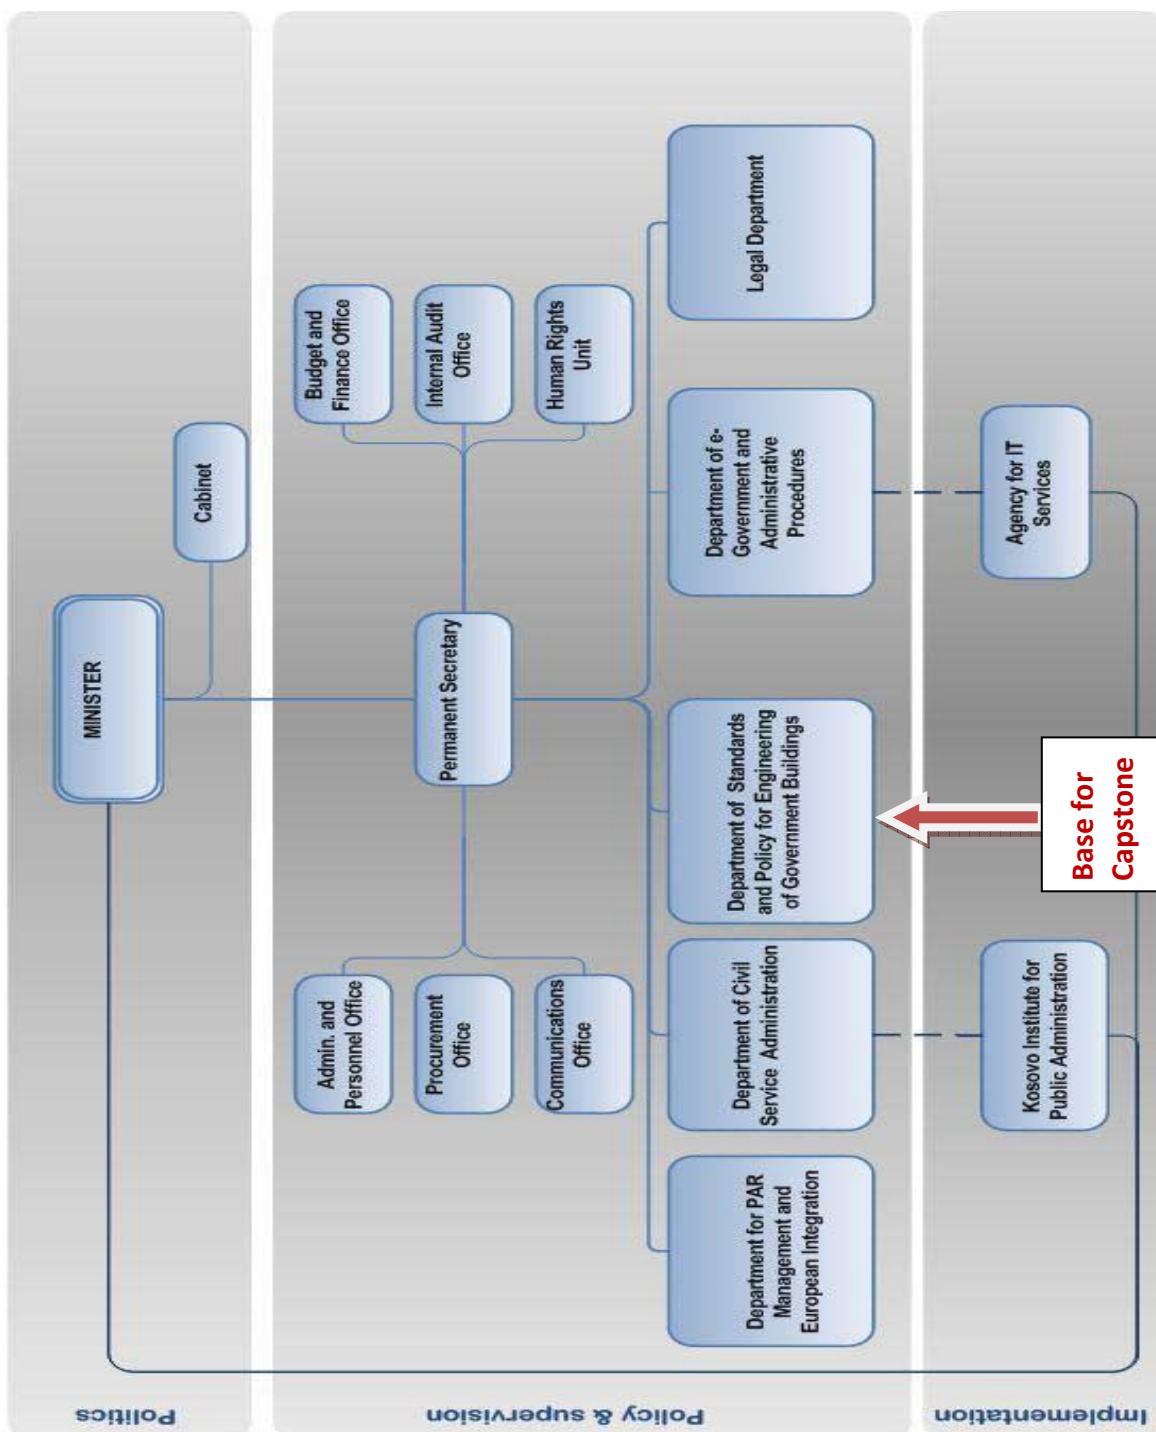 Politics
MINISTER
Cabinet
Policy & supervision
Permanent Secretary
Admin. and
Personnel Office
Procurement
Office
Communications
Office
Budget and
Finance Office
Internal Audit
Office
Human Rights
Unit
Department for PAR
Management and
European Integration
Department of Civil
Service Administration
Department of Standards
and Policy for Engineering
of Government Buildings
Department of e-
Government and
Administrative
Procedures
Legal Department
Implementation
Kosovo Institute for
Public Administration
Base for
Capstone
Agency for IT
Services